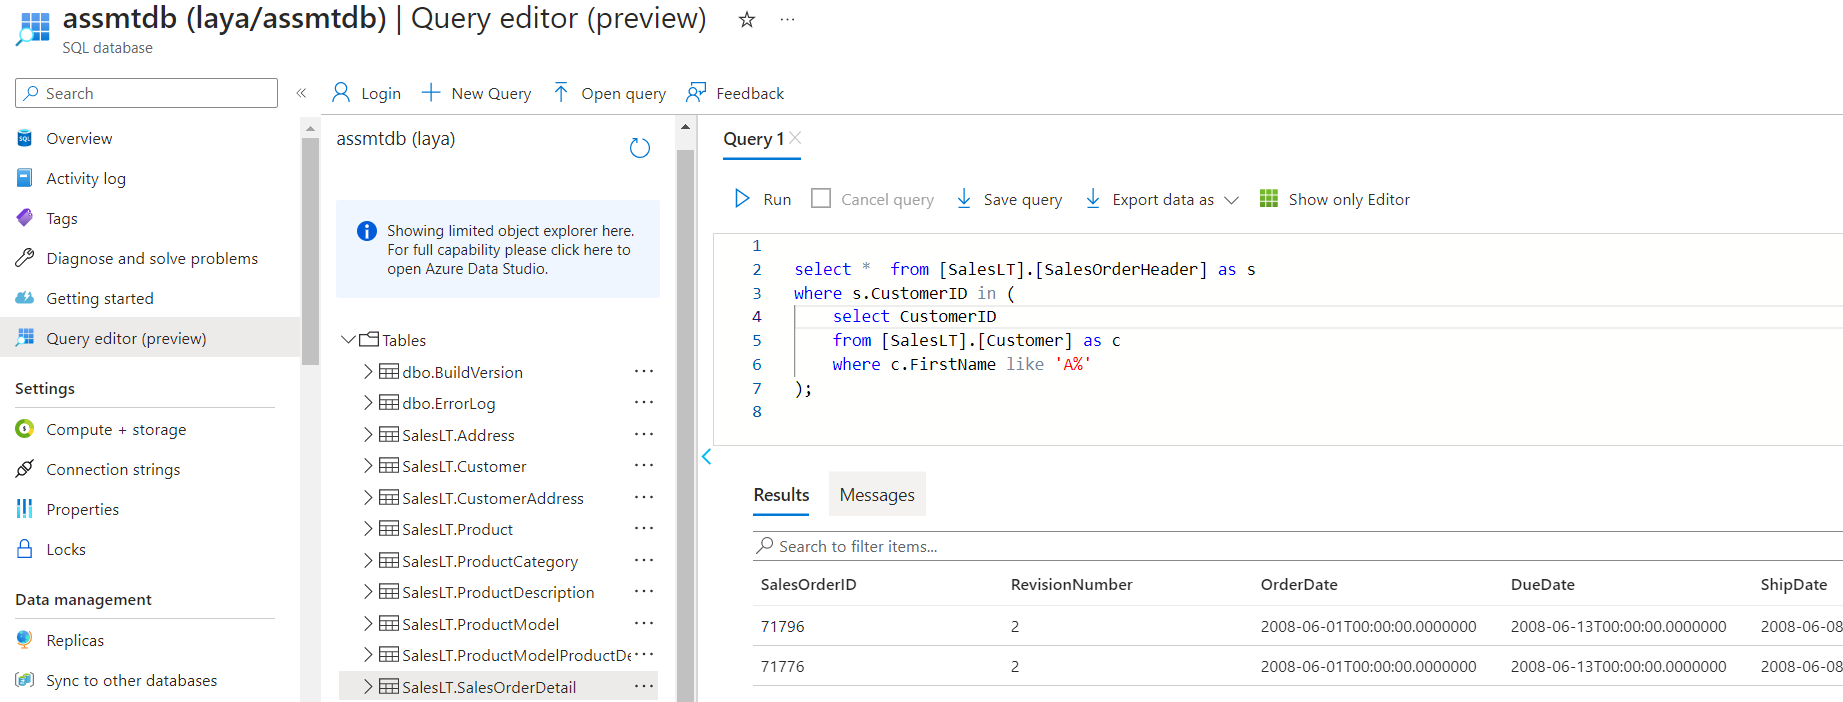 assmtdb (laya/assmtdb) | Query editor (preview)
SQL database
Search
«
Overview
Activity log
Tags
Diagnose and solve problems
Getting started
Query editor (preview)
Settings
Compute + storage
Connection strings
Properties
Locks
Data management
Replicas
Sync to other databases
Login
New Query
Open query
Feedback
assmtdb (laya)
Showing limited object explorer here.
For full capability please click here to
open Azure Data Studio.
Tables
dbo.BuildVersion
dbo.ErrorLog
SalesLT.Address
SalesLT.Customer
SalesLT.CustomerAddress
SalesLT.Product
SalesLT.ProductCategory
SalesLT.ProductDescription
SalesLT.ProductModel
SalesLT.ProductModelProductDe
SalesLT.SalesOrderDetail
Query 1
Run Cancel query Save query Export data as Show only Editor
1
2 select * from [SalesLT].[SalesOrderHeader] as s
3 where s.CustomerID in (
4 select CustomerID
5 from [SalesLT].[Customer] as c
6 where c.FirstName like 'A%'
7 );
8
Results Messages
Search to filter items...
SalesOrderID RevisionNumber OrderDate DueDate ShipDate
71796 2 2008-06-01T00:00:00.0000000 2008-06-13T00:00:00.0000000 2008-06-08
71776 2 2008-06-01T00:00:00.0000000 2008-06-13T00:00:00.0000000 2008-06-08